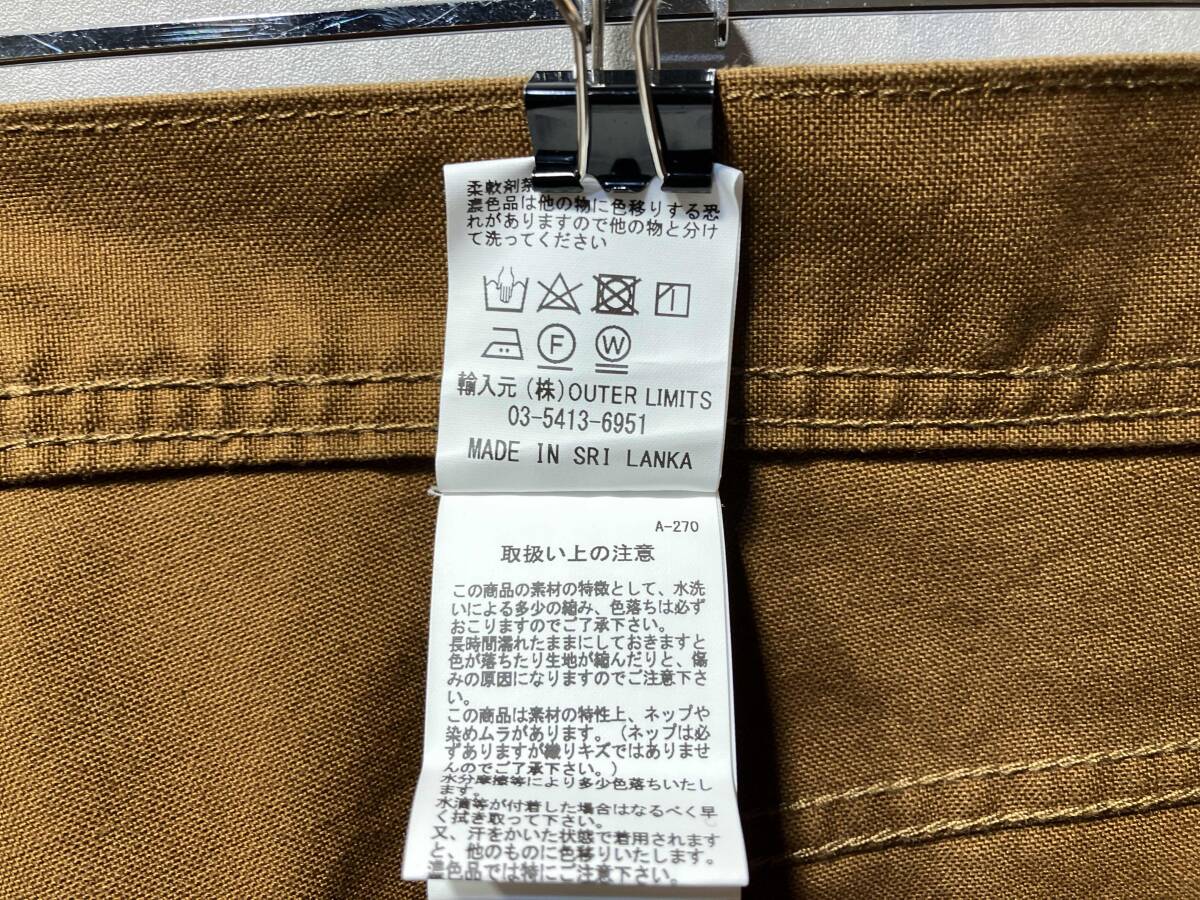 柔軟剤禁
濃色品は他の物に色移りする恐
れがありますので他の物と分け
て洗ってください
F W
輸入元 (株)OUTER LIMITS
03-5413-6951
MADE IN SRI LANKA
A-270
取扱い上の注意
この商品の素材の特徴として、水洗
いによる多少の縮み、色落ちは必ず
おこりますのでご了承下さい。
長時間濡れたままにしておきますと
色が落ちたり生地が縮んだりと、傷
みの原因になりますのでご注意下さ
い。
この商品は素材の特性上、ネップや
染めムラがあります。(ネップは必
ずありますが織りキズではありませ
んのでご了承下さい。)
水分摩擦等により多少色落ちいたし
ます。
水滴等が付着した場合はなるべく早
く拭き取って下さい。
又、汗をかいた状態で着用されます
と、他のものに色移りいたします。
濃色品では特にご注意下さい。